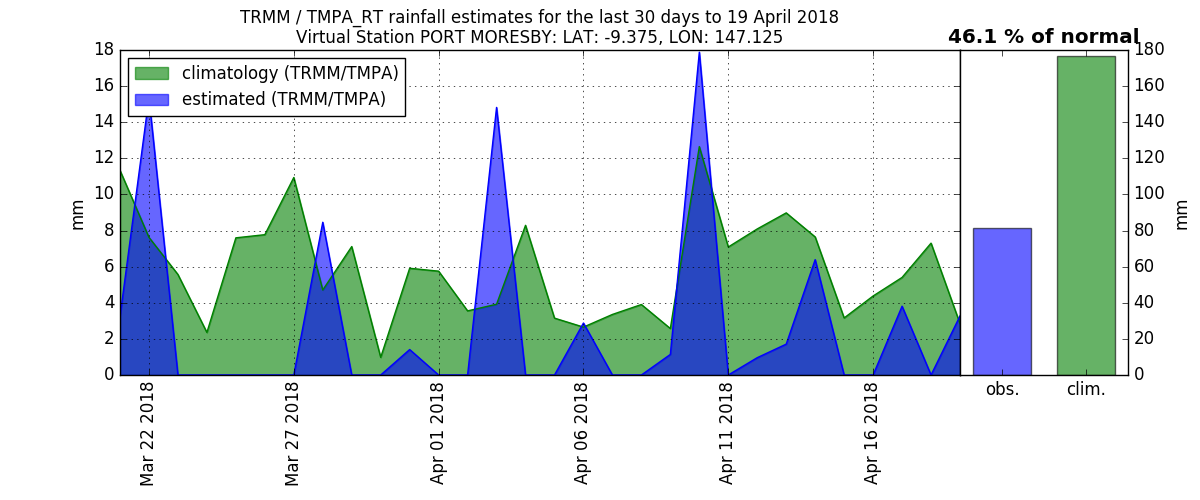 TRMM / TMPA_RT rainfall estimates for the last 30 days to 19 April 2018
Virtual Station PORT MORESBY: LAT: -9.375, LON: 147.125
46.1 % of normal
climatology (TRMM/TMPA)
estimated (TRMM/TMPA)
18
16
14
12
10
8
6
4
2
0
mm
180
160
140
120
100
80
60
40
20
0
mm
Mar 22 2018
Mar 27 2018
Apr 01 2018
Apr 06 2018
Apr 11 2018
Apr 16 2018
obs.
clim.